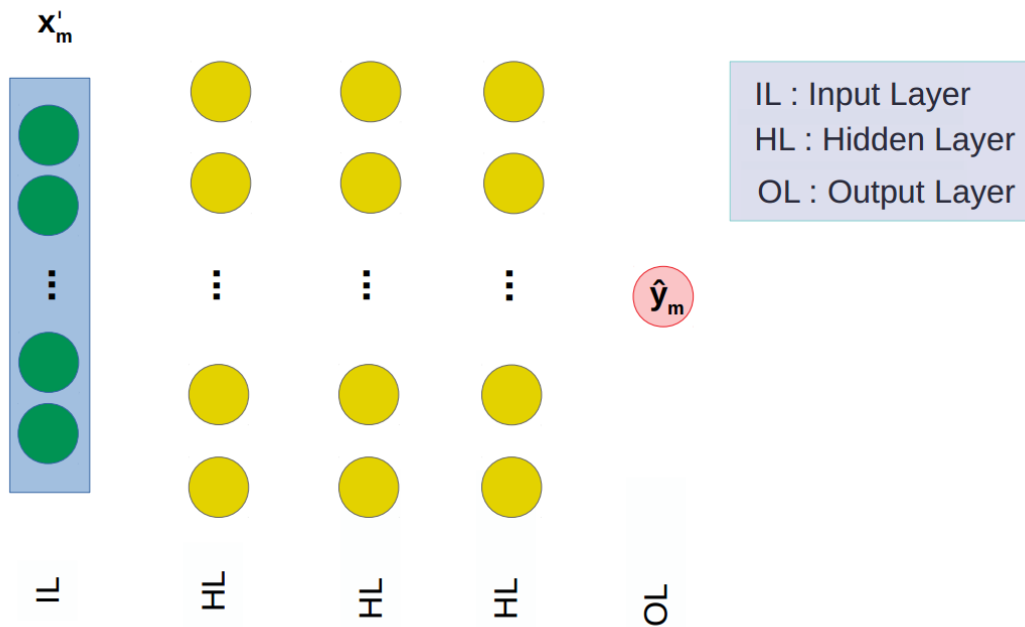 x'm
IL : Input Layer
HL : Hidden Layer
OL : Output Layer
...
...
...
...
ŷm
IL
HL
HL
HL
OL